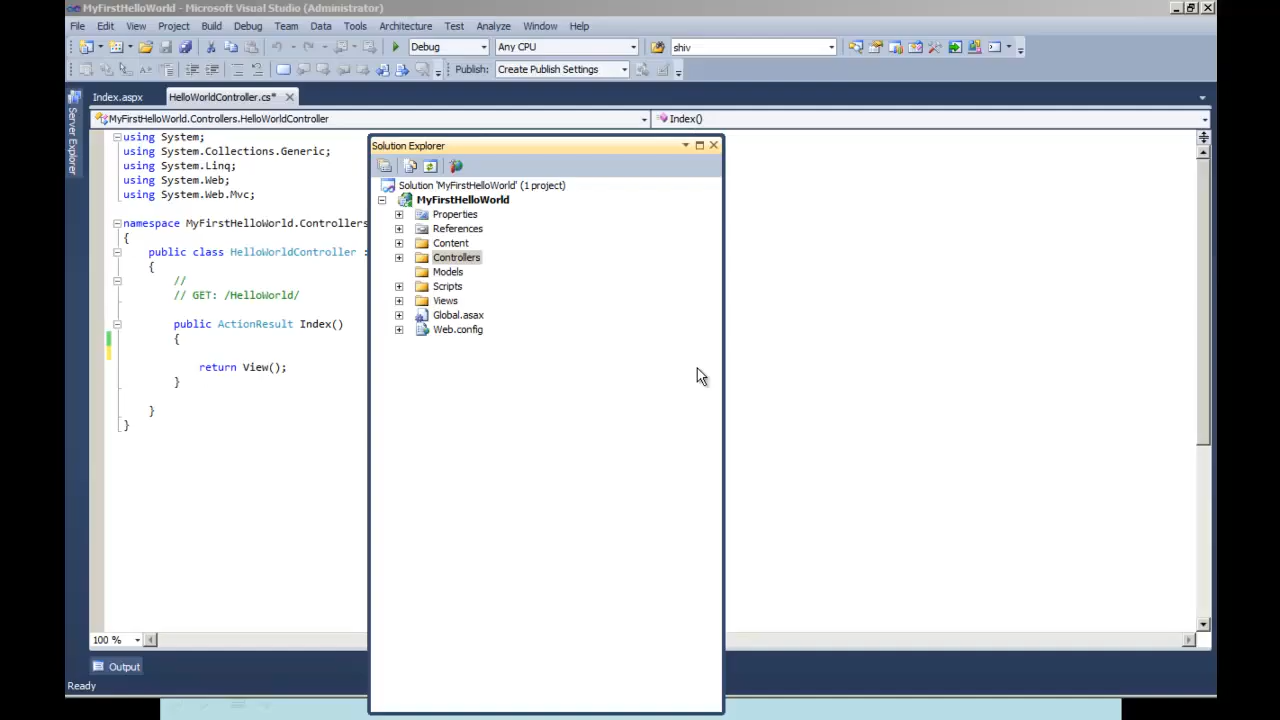 MyFirstHelloWorld - Microsoft Visual Studio (Administrator)
File Edit View Project Build Debug Team Data Tools Architecture Test Analyze Window Help
Debug Any CPU shiv
Publish: Create Publish Settings
Index.aspx HelloWorldController.cs*
MyFirstHelloWorld.Controllers.HelloWorldController Index()
Server Explorer
using System;
using System.Collections.Generic;
using System.Linq;
using System.Web;
using System.Web.Mvc;
namespace MyFirstHelloWorld.Controllers
{
public class HelloWorldController :
{
//
// GET: /HelloWorld/
public ActionResult Index()
{
return View();
}
}
}
Solution Explorer
Solution 'MyFirstHelloWorld' (1 project)
MyFirstHelloWorld
Properties
References
Content
Controllers
Models
Scripts
Views
Global.asax
Web.config
100 %
Output
Ready